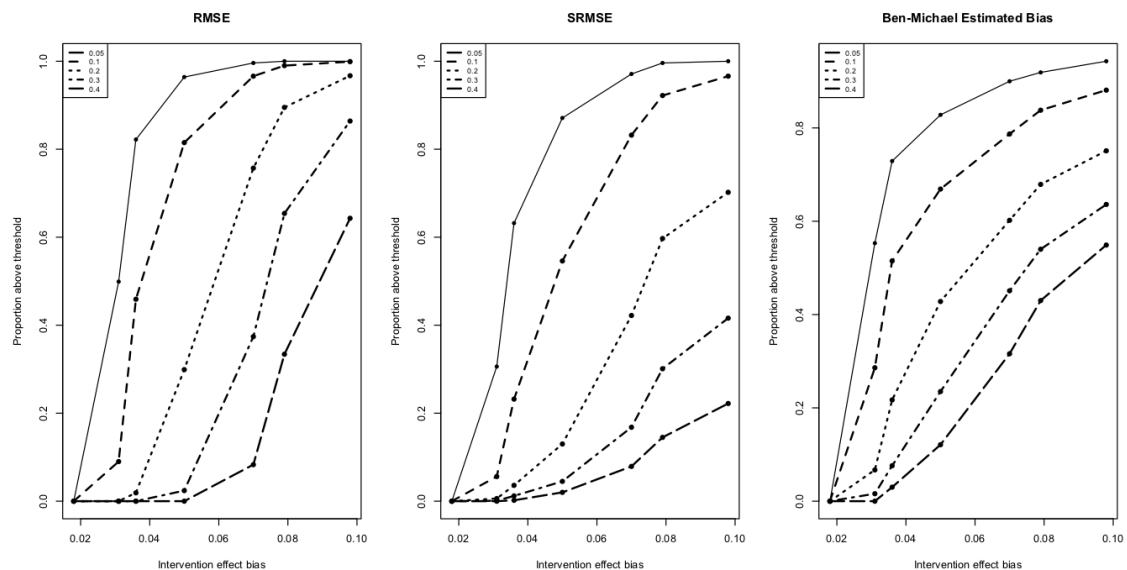 RMSE
0.05
0.1
0.2
0.3
0.4
Proportion above threshold
1.0
0.8
0.6
0.4
0.2
0.0
0.02 0.04 0.06 0.08 0.10
Intervention effect bias
SRMSE
0.05
0.1
0.2
0.3
0.4
Proportion above threshold
1.0
0.8
0.6
0.4
0.2
0.0
0.02 0.04 0.06 0.08 0.10
Intervention effect bias
Ben-Michael Estimated Bias
0.05
0.1
0.2
0.3
0.4
Proportion above threshold
0.8
0.6
0.4
0.2
0.0
0.02 0.04 0.06 0.08 0.10
Intervention effect bias